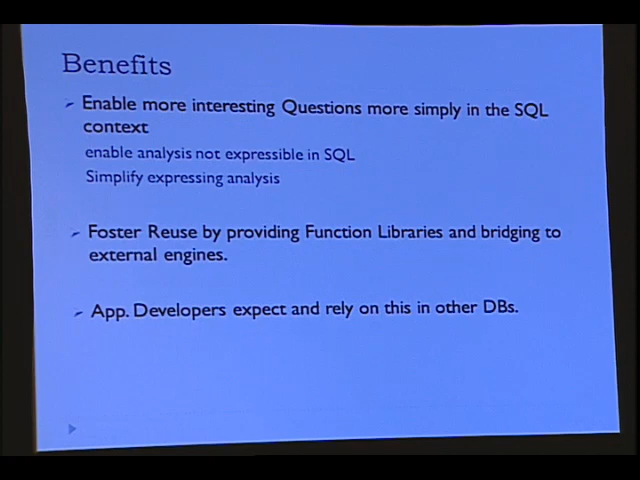 Benefits
Enable more interesting Questions more simply in the SQL
context
enable analysis not expressible in SQL
Simplify expressing analysis
Foster Reuse by providing Function Libraries and bridging to
external engines.
App. Developers expect and rely on this in other DBs.